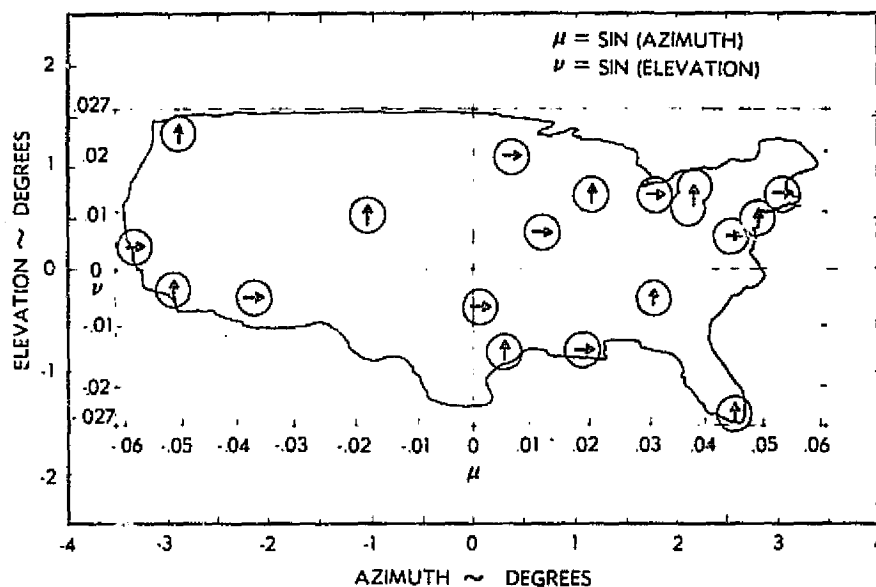 μ = SIN (AZIMUTH)
ν = SIN (ELEVATION)
ELEVATION ~ DEGREES
2
1
0
-1
-2
.027
.02
.01
0
ν
-.01
-.02
-.027
-.06 -.05 -.04 -.03 -.02 -.01 0 .01 .02 .03 .04 .05 .06
μ
-4 -3 -2 -1 0 1 2 3 4
AZIMUTH ~ DEGREES